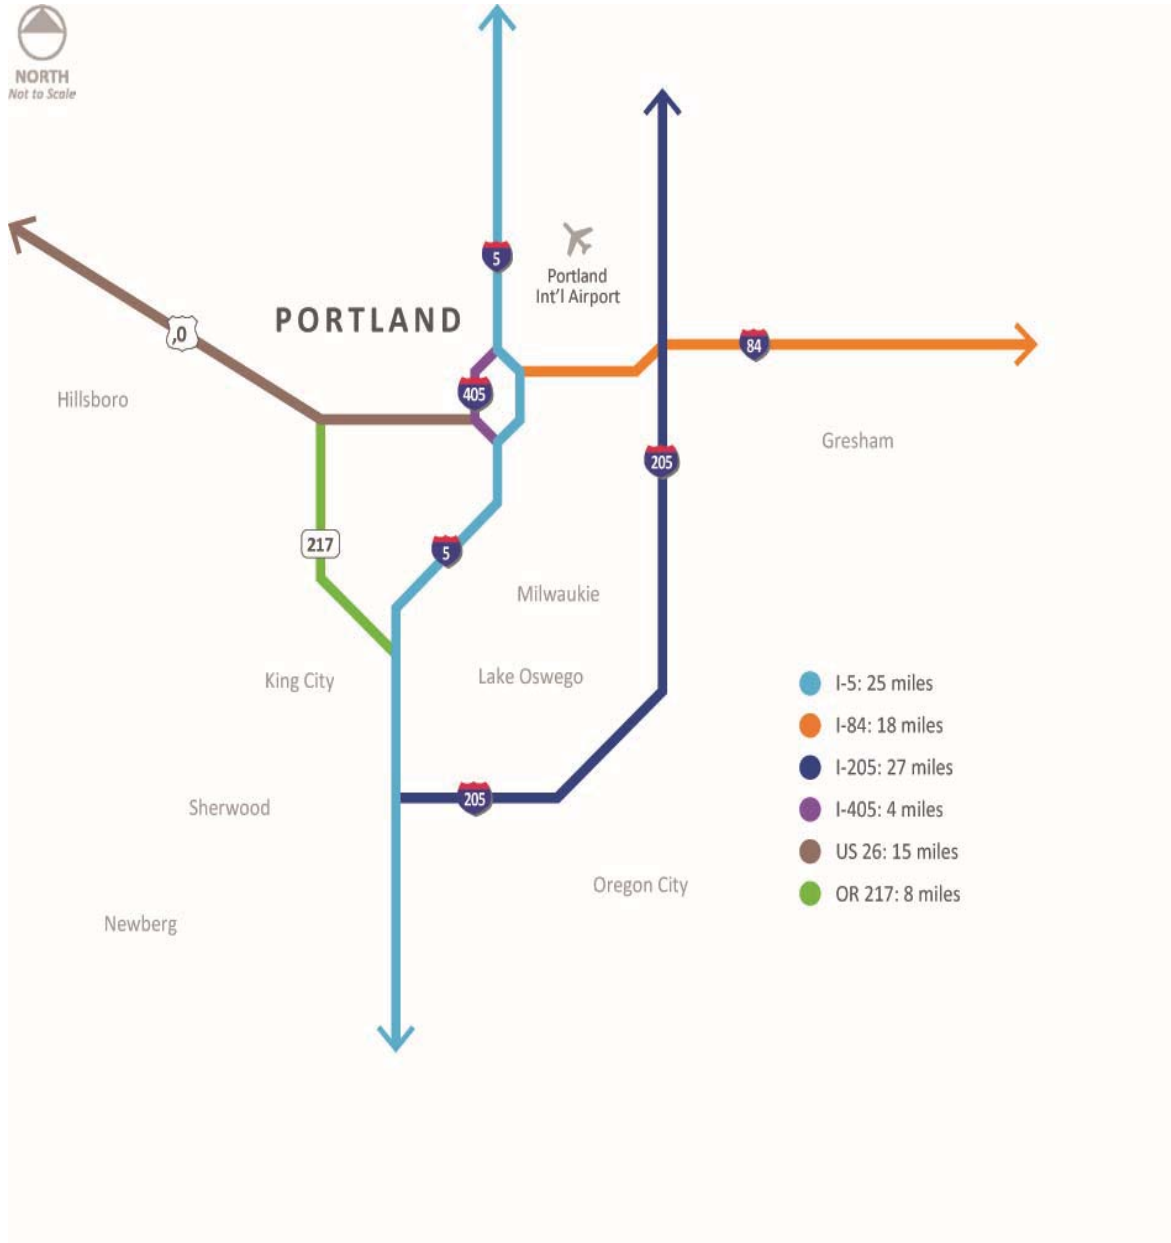 NORTH
Not to Scale
5
Portland
Int'l Airport
PORTLAND
,0
84
405
Hillsboro
Gresham
205
217
5
Milwaukie
King City
Lake Oswego
I-5: 25 miles
I-84: 18 miles
I-205: 27 miles
205
Sherwood
I-405: 4 miles
US 26: 15 miles
Oregon City
OR 217: 8 miles
Newberg